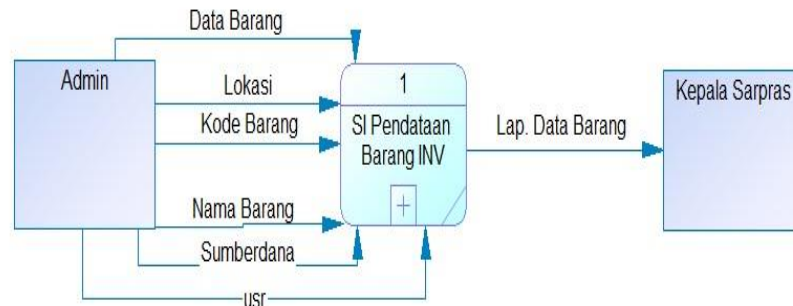 Data Barang
Admin
Lokasi
Kode Barang
Nama Barang
Sumberdana
usr
1
SI Pendataan
Barang INV
Lap. Data Barang
Kepala Sarpras